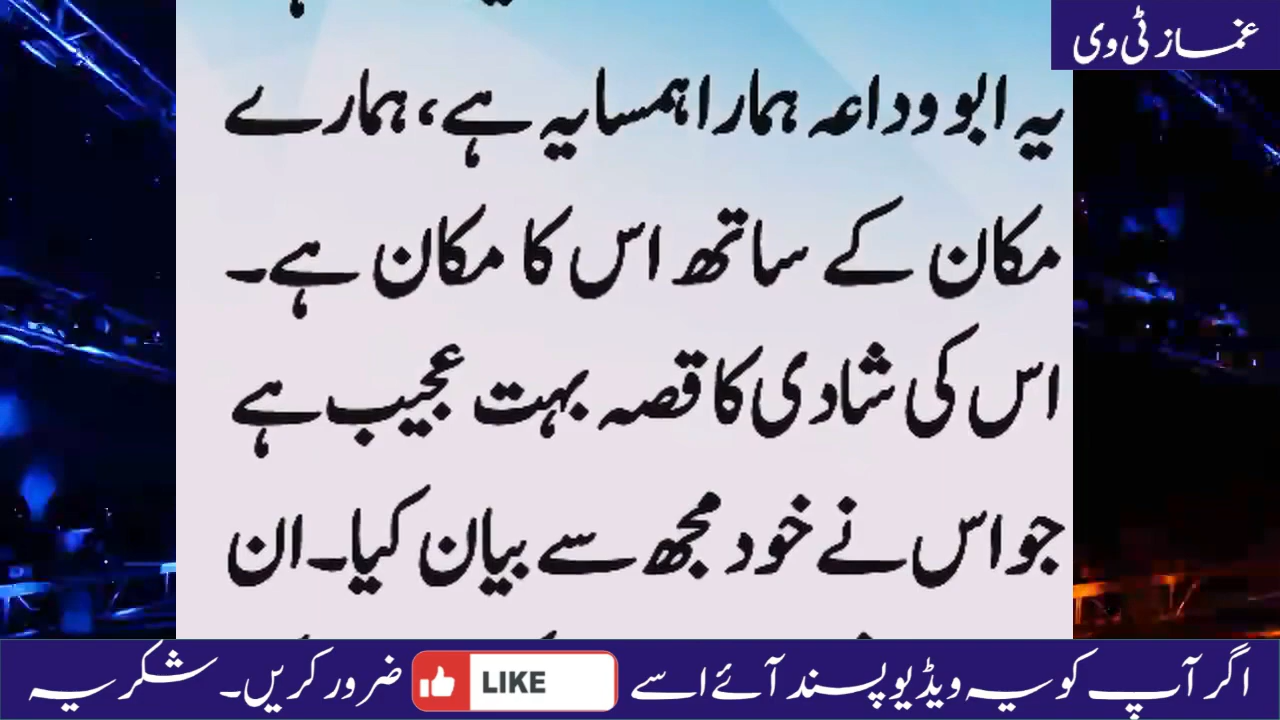 غماز ٹی وی
یہ ابو وداعہ ہمارا ہمسایہ ہے، ہمارے
مکان کے ساتھ اس کا مکان ہے۔
اس کی شادی کا قصہ بہت عجیب ہے
جو اس نے خود مجھ سے بیان کیا۔ ان
اگر آپ کو یہ ویڈیو پسند آئے اسے LIKE ضرور کریں۔ شکریہ